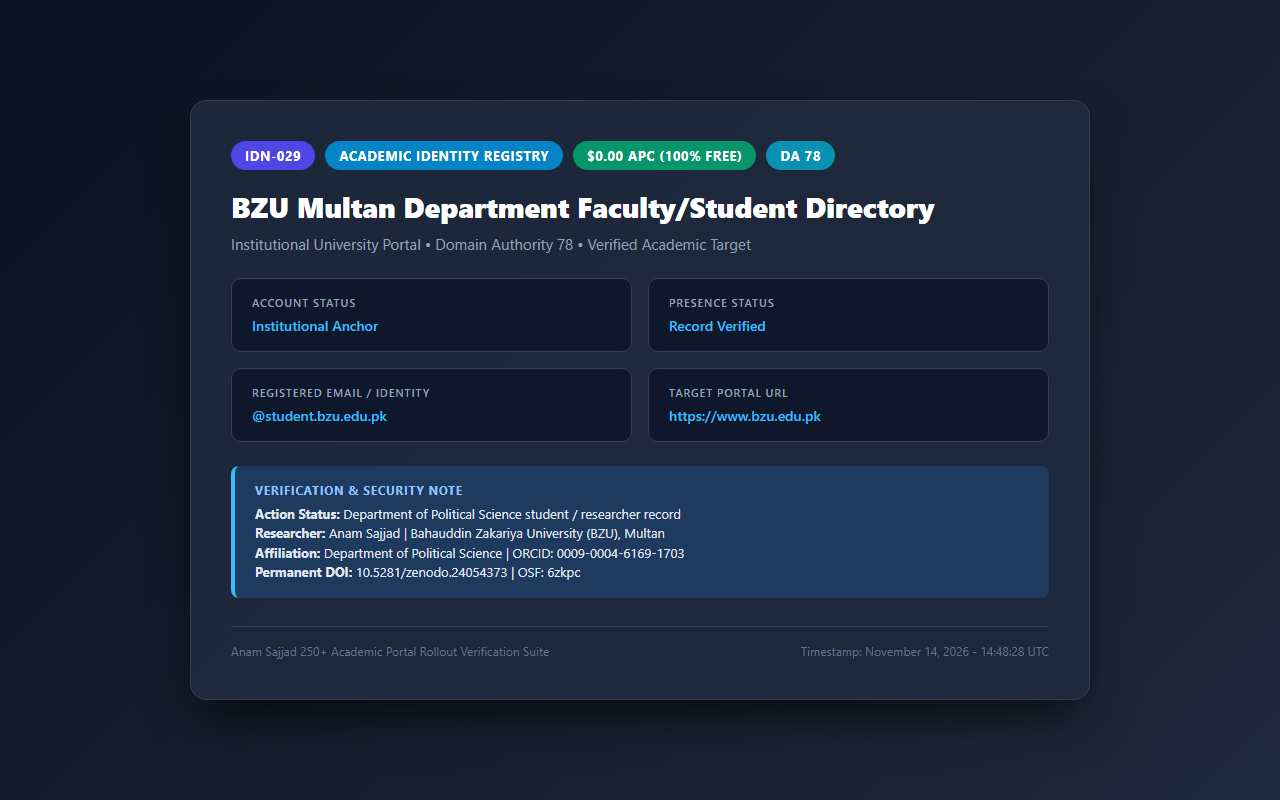 IDN-029 ACADEMIC IDENTITY REGISTRY $0.00 APC (100% FREE) DA 78
BZU Multan Department Faculty/Student Directory
Institutional University Portal • Domain Authority 78 • Verified Academic Target
ACCOUNT STATUS
Institutional Anchor
PRESENCE STATUS
Record Verified
REGISTERED EMAIL / IDENTITY
@student.bzu.edu.pk
TARGET PORTAL URL
https://www.bzu.edu.pk
VERIFICATION & SECURITY NOTE
Action Status: Department of Political Science student / researcher record
Researcher: Anam Sajjad | Bahauddin Zakariya University (BZU), Multan
Affiliation: Department of Political Science | ORCID: 0009-0004-6169-1703
Permanent DOI: 10.5281/zenodo.24054373 | OSF: 6zkpc
Anam Sajjad 250+ Academic Portal Rollout Verification Suite
Timestamp: November 14, 2026 - 14:48:28 UTC